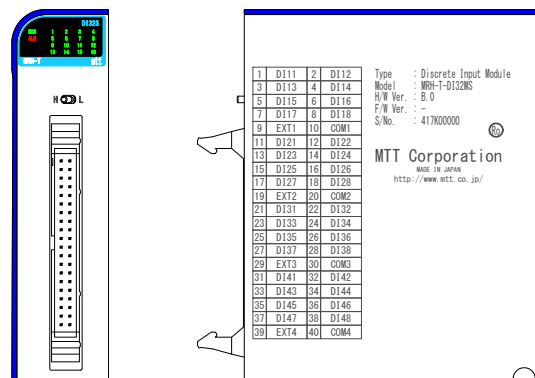 DI32S
RUN 1 2 3 4
ALM 5 6 7 8
9 10 11 12
13 14 15 16
MRH-T MTT
H L
1 DI11 2 DI12
3 DI13 4 DI14
5 DI15 6 DI16
7 DI17 8 DI18
9 EXT1 10 COM1
11 DI21 12 DI22
13 DI23 14 DI24
15 DI25 16 DI26
17 DI27 18 DI28
19 EXT2 20 COM2
21 DI31 22 DI32
23 DI33 24 DI34
25 DI35 26 DI36
27 DI37 28 DI38
29 EXT3 30 COM3
31 DI41 32 DI42
33 DI43 34 DI44
35 DI45 36 DI46
37 DI47 38 DI48
39 EXT4 40 COM4
Type : Discrete Input Module
Model : MRH-T-DI32MS
H/W Ver. : B.0
F/W Ver. : -
S/No. : 417K00000
Ro
MTT Corporation
MADE IN JAPAN
http://www.mtt.co.jp/